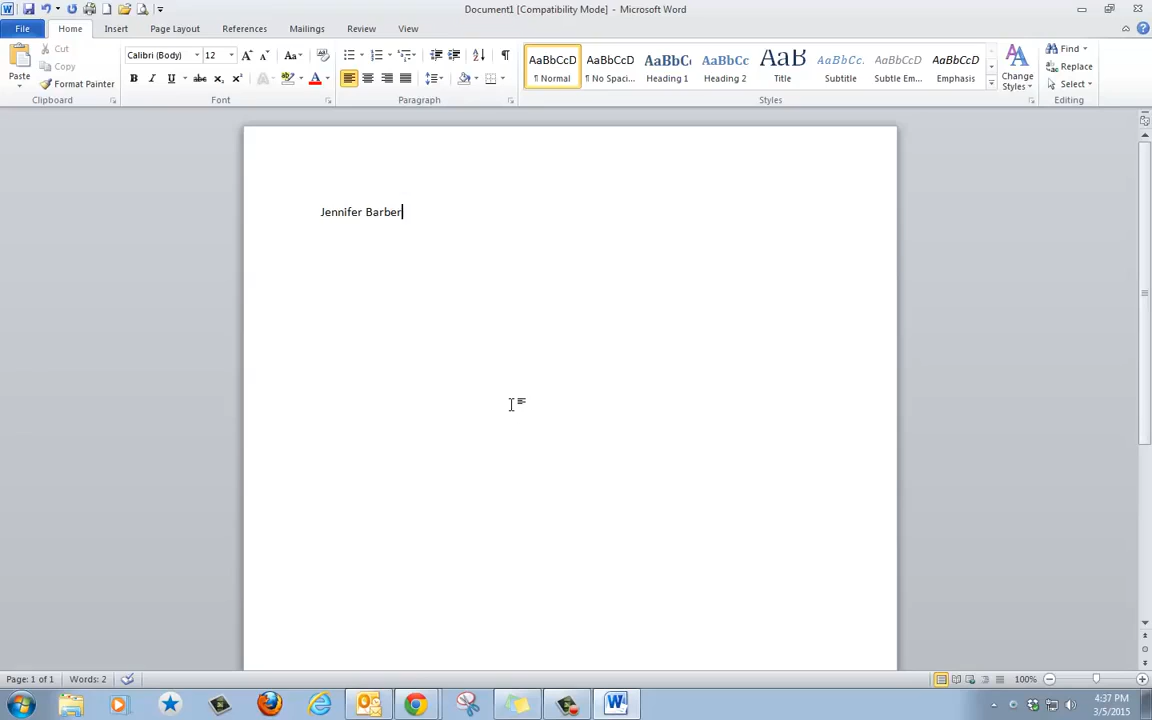 Document1 [Compatibility Mode] - Microsoft Word
File Home Insert Page Layout References Mailings Review View
Paste
Cut
Copy
Format Painter
Clipboard
Calibri (Body) 12
Font
Paragraph
AaBbCcD AaBbCcD AaBbC AaBbCc AaB AaBbCc. AaBbCcD AaBbCcD
¶ Normal ¶ No Spaci... Heading 1 Heading 2 Title Subtitle Subtle Em... Emphasis
Styles
Change
Styles
Find
Replace
Select
Editing
Jennifer Barber
Page: 1 of 1 Words: 2
100%
4:37 PM
3/5/2015